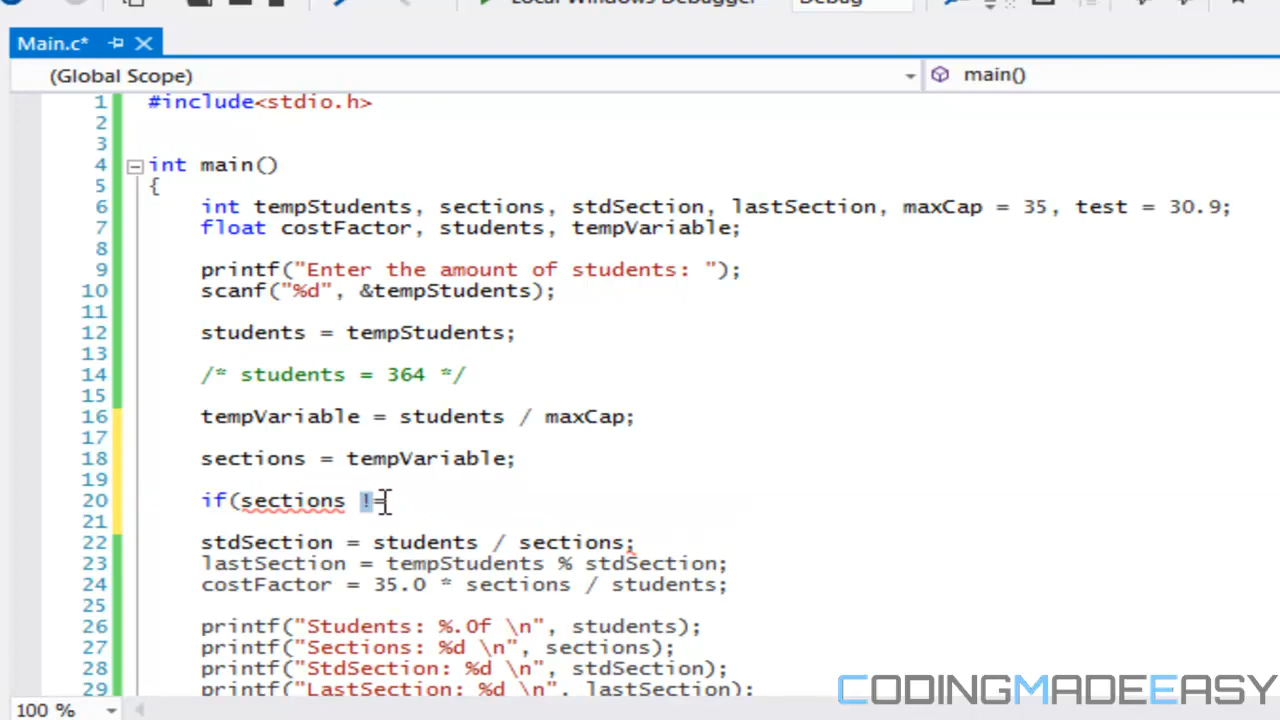 Local Windows Debugger Debug
Main.c*
(Global Scope) main()
1 #include<stdio.h>
2
3
4 int main()
5 {
6 int tempStudents, sections, stdSection, lastSection, maxCap = 35, test = 30.9;
7 float costFactor, students, tempVariable;
8
9 printf("Enter the amount of students: ");
10 scanf("%d", &tempStudents);
11
12 students = tempStudents;
13
14 /* students = 364 */
15
16 tempVariable = students / maxCap;
17
18 sections = tempVariable;
19
20 if(sections !=
21
22 stdSection = students / sections;
23 lastSection = tempStudents % stdSection;
24 costFactor = 35.0 * sections / students;
25
26 printf("Students: %.0f \n", students);
27 printf("Sections: %d \n", sections);
28 printf("StdSection: %d \n", stdSection);
29 printf("LastSection: %d \n", lastSection);
100 %
CODINGMADEEASY